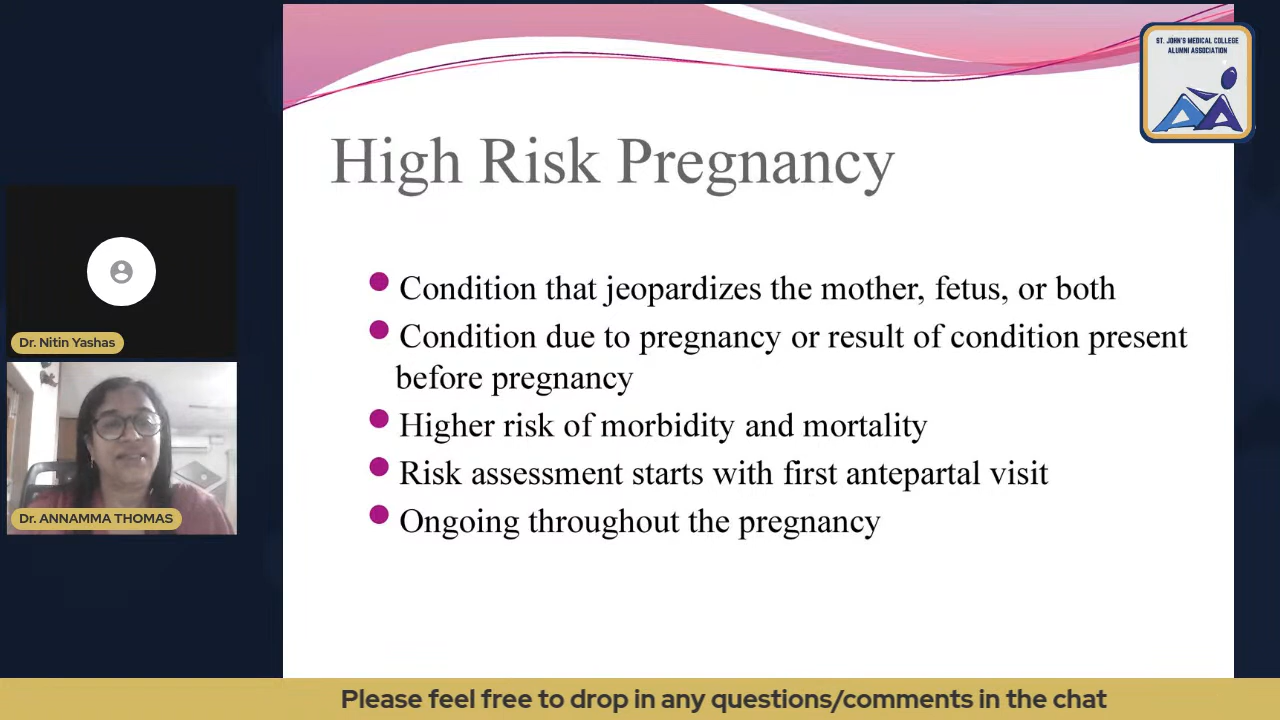 ST. JOHN'S MEDICAL COLLEGE
ALUMNI ASSOCIATION
High Risk Pregnancy
Condition that jeopardizes the mother, fetus, or both
Condition due to pregnancy or result of condition present
before pregnancy
Higher risk of morbidity and mortality
Risk assessment starts with first antepartal visit
Ongoing throughout the pregnancy
Dr. Nitin Yashas
Dr. ANNAMMA THOMAS
Please feel free to drop in any questions/comments in the chat